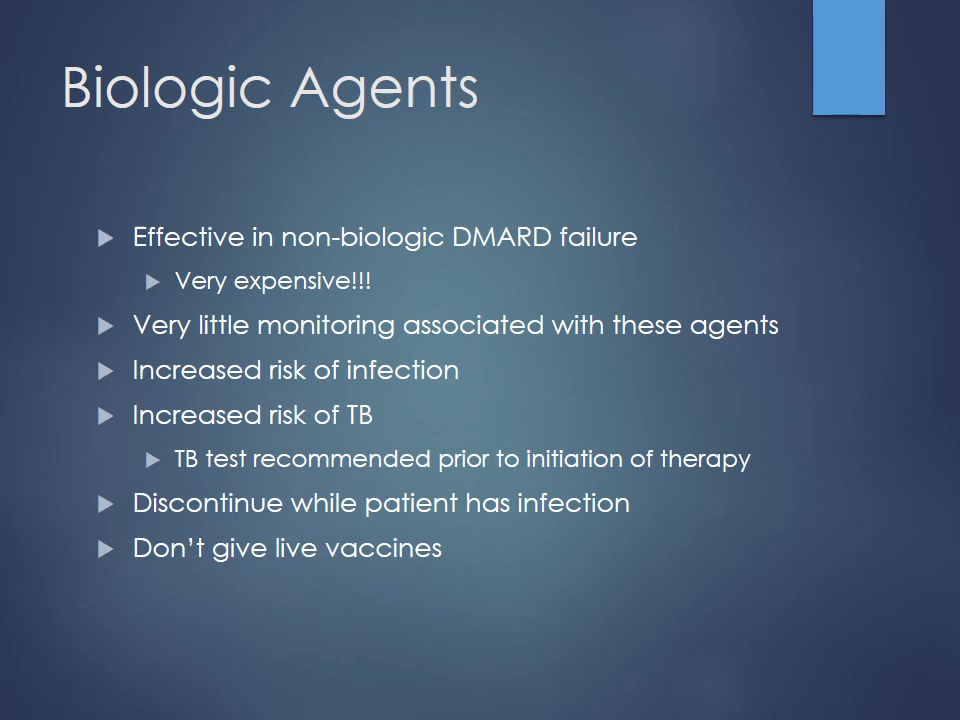 Biologic Agents
Effective in non-biologic DMARD failure
Very expensive!!!
Very little monitoring associated with these agents
Increased risk of infection
Increased risk of TB
TB test recommended prior to initiation of therapy
Discontinue while patient has infection
Don’t give live vaccines